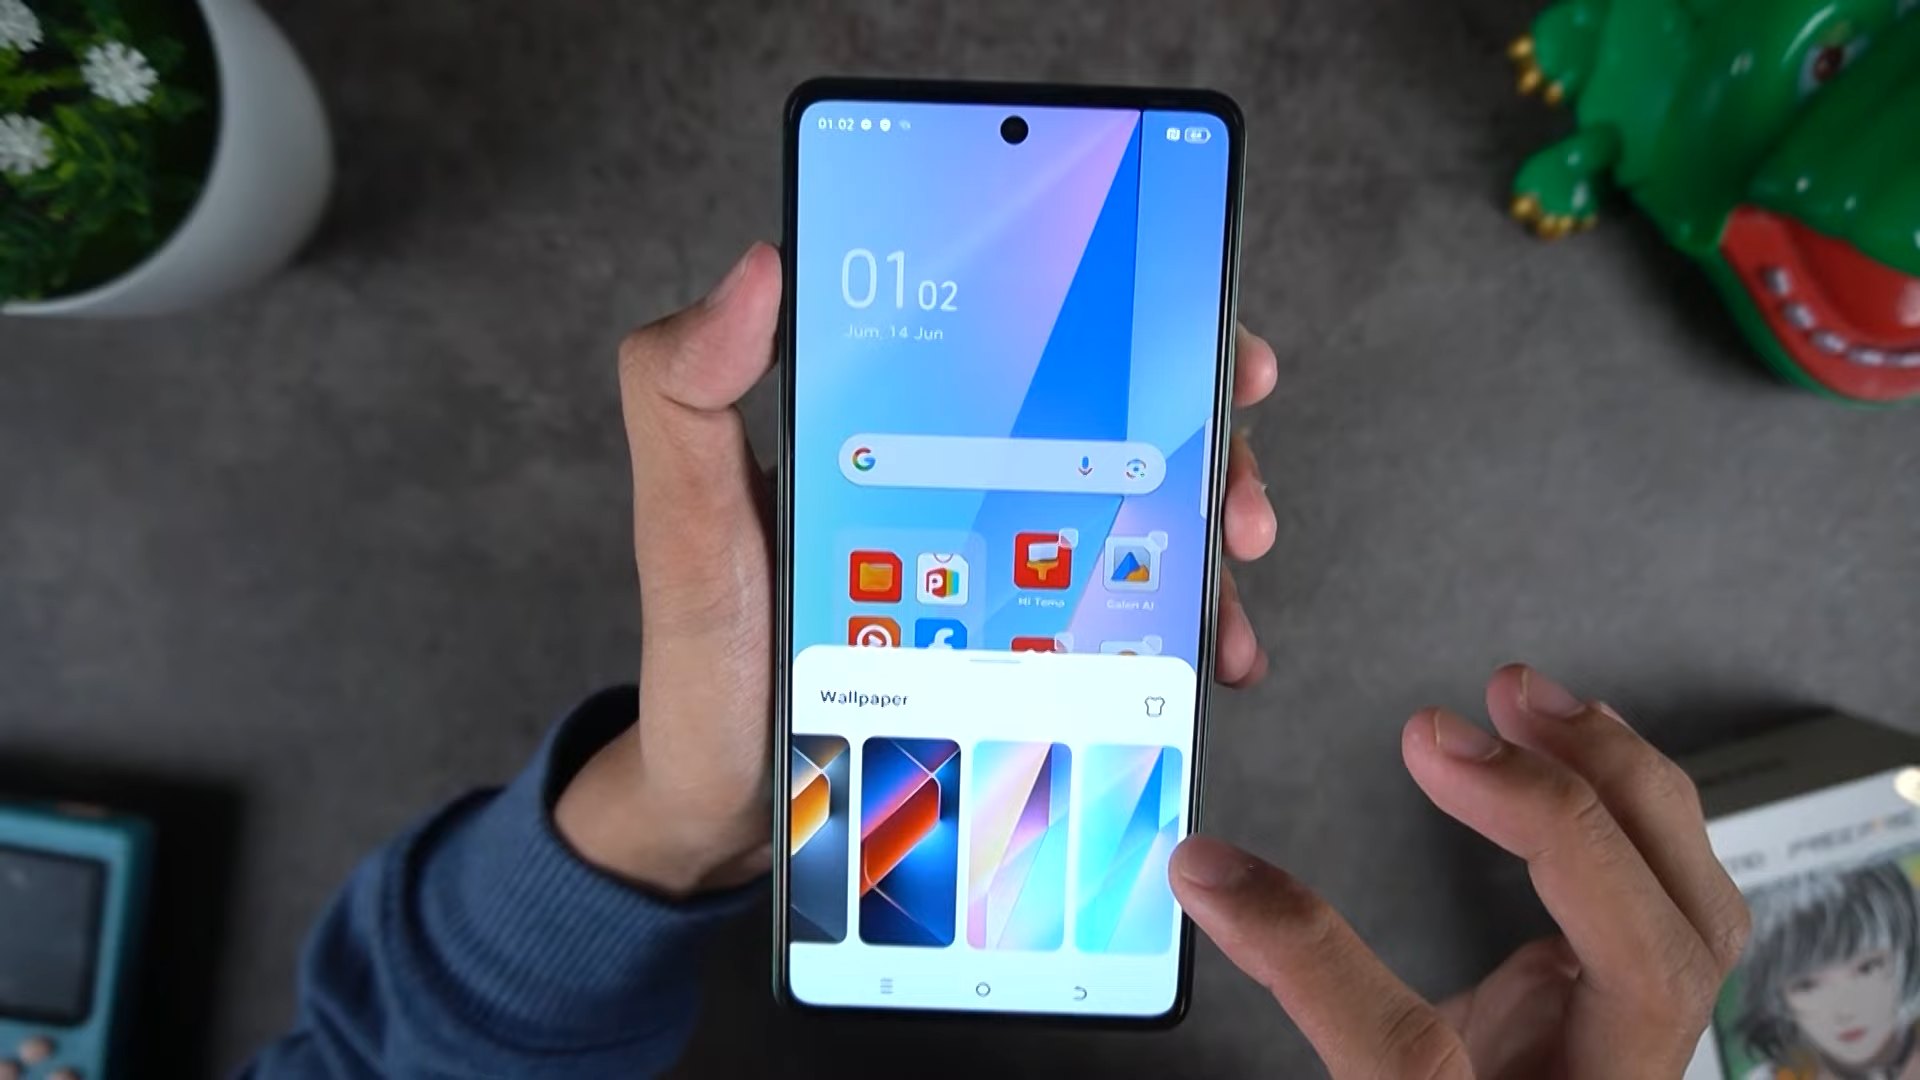 01.02
01 02
Jum, 14 Jun
G
P
Hi Tema
Galeri AI
Wallpaper